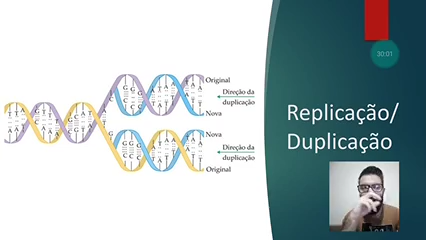 30:01
Original
Direção da
duplicação
Nova
Replicação/
Duplicação
Nova
Direção da
duplicação
Original